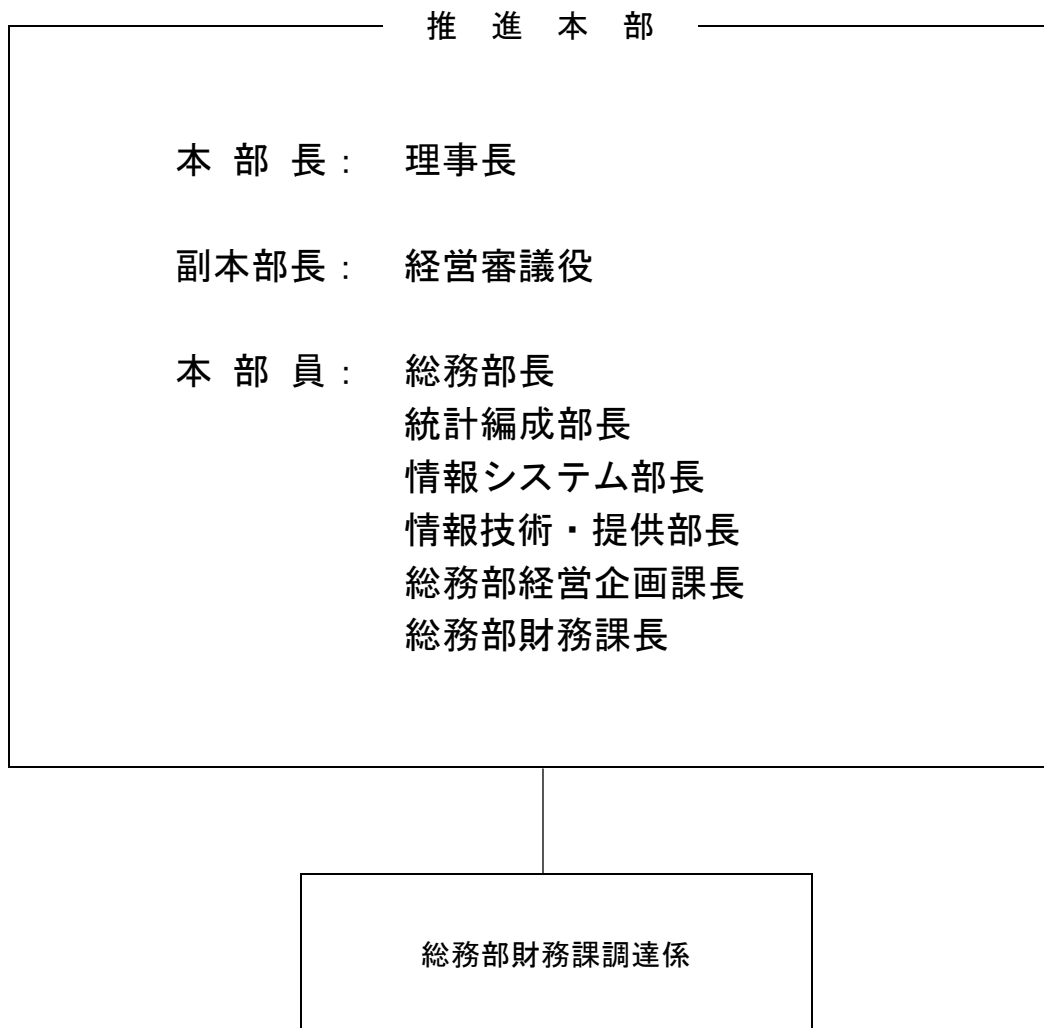 推　進　本　部
本 部 長：　理事長
副本部長：　経営審議役
本 部 員：　総務部長
統計編成部長
情報システム部長
情報技術・提供部長
総務部経営企画課長
総務部財務課長
総務部財務課調達係